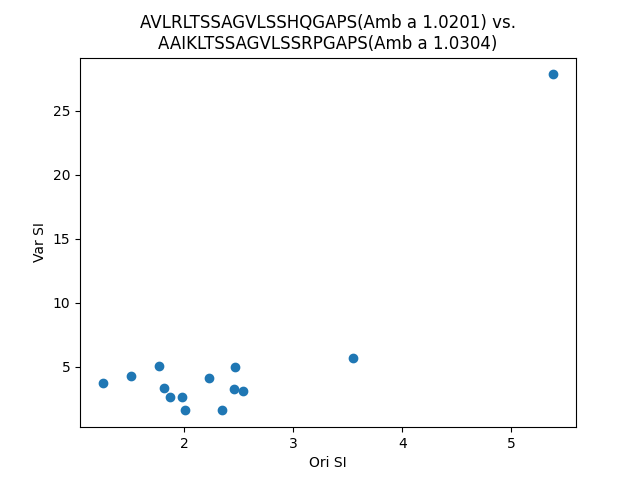 AVLRLTSSAGVLSSHQGAPS(Amb a 1.0201) vs.
AAIKLTSSAGVLSSRPGAPS(Amb a 1.0304)
25
20
15
10
5
Var SI
2 3 4 5
Ori SI